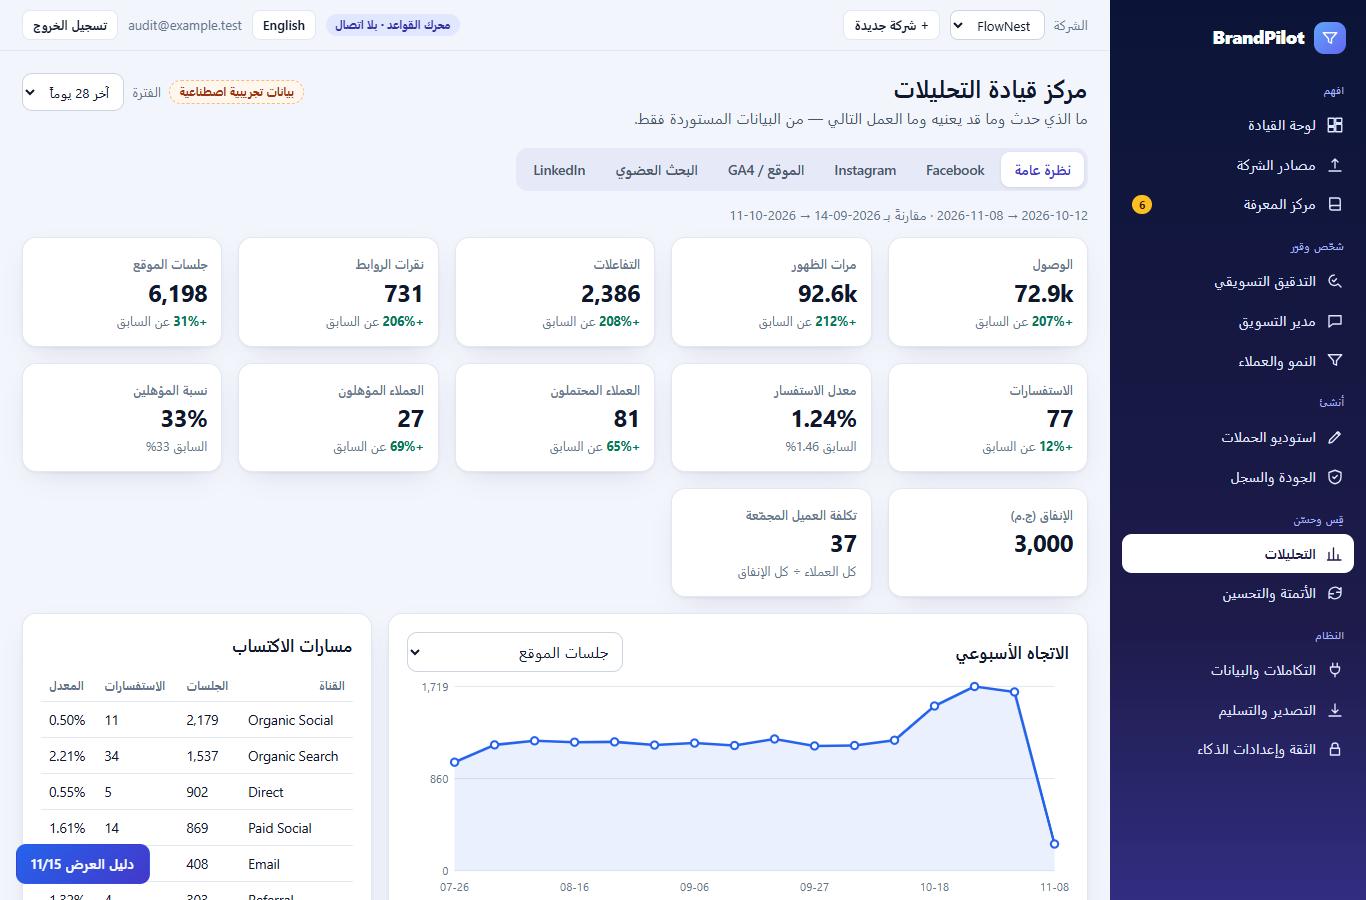 BrandPilot
افهم
لوحة القيادة
مصادر الشركة
مركز المعرفة
6
شخّص وقرّر
التدقيق التسويقي
مدير التسويق
النمو والعملاء
أنشئ
استوديو الحملات
الجودة والسجل
قِس وحسّن
التحليلات
الأتمتة والتحسين
النظام
التكاملات والبيانات
التصدير والتسليم
الثقة وإعدادات الذكاء
الشركة
FlowNest
+ شركة جديدة
محرك القواعد · بلا اتصال
English
audit@example.test
تسجيل الخروج
مركز قيادة التحليلات
ما الذي حدث وما قد يعنيه وما العمل التالي — من البيانات المستوردة فقط.
بيانات تجريبية اصطناعية
الفترة
آخر 28 يوماً
نظرة عامة
Facebook
Instagram
الموقع / GA4
البحث العضوي
LinkedIn
2026-10-12 → 2026-11-08 · مقارنةً بـ 2026-09-14 → 2026-10-11
الوصول
72.9k
+207% عن السابق
مرات الظهور
92.6k
+212% عن السابق
التفاعلات
2,386
+208% عن السابق
نقرات الروابط
731
+206% عن السابق
جلسات الموقع
6,198
+31% عن السابق
الاستفسارات
77
+12% عن السابق
معدل الاستفسار
1.24%
السابق 1.46%
العملاء المحتملون
81
+65% عن السابق
العملاء المؤهلون
27
+69% عن السابق
نسبة المؤهلين
33%
السابق 33%
الإنفاق (ج.م)
3,000
تكلفة العميل المجمّعة
37
كل العملاء ÷ كل الإنفاق
الاتجاه الأسبوعي
جلسات الموقع
1,719
860
0
07-26
08-16
09-06
09-27
10-18
11-08
مسارات الاكتساب
القناة الجلسات الاستفسارات المعدل
Organic Social 2,179 11 0.50%
Organic Search 1,537 34 2.21%
Direct 902 5 0.55%
Paid Social 869 14 1.61%
Email 408
دليل العرض 11/15
Referral 303 4 1.32%